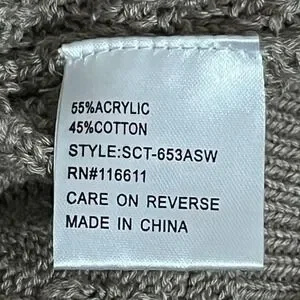 55%ACRYLIC
45%COTTON
STYLE:SCT-653ASW
RN#116611
CARE ON REVERSE
MADE IN CHINA